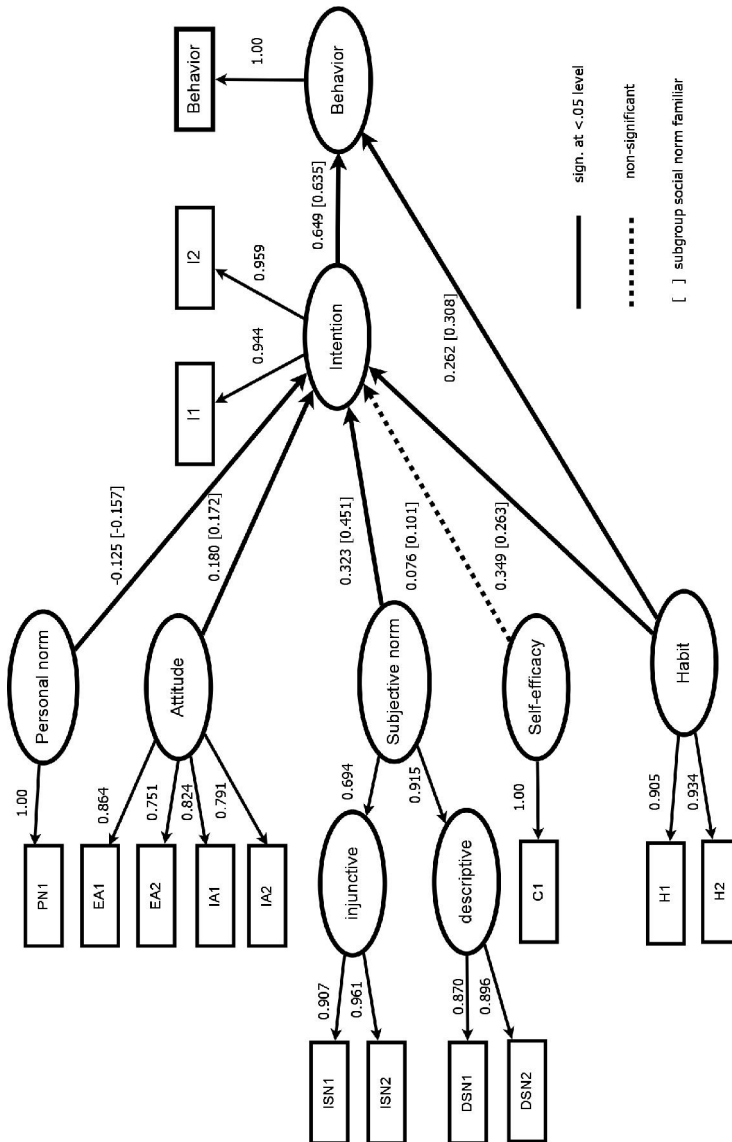 Personal norm
Attitude
Subjective norm
Self-efficacy
Habit
injunctive
descriptive
Intention
Behavior
PN1
EA1
EA2
IA1
IA2
ISN1
ISN2
DSN1
DSN2
C1
H1
H2
I1
I2
Behavior
1.00
0.864
0.751
0.824
0.791
0.694
0.915
0.907
0.961
0.870
0.896
1.00
0.905
0.934
0.944
0.959
1.00
-0.125 [-0.157]
0.180 [0.172]
0.323 [0.451]
0.076 [0.101]
0.349 [0.263]
0.649 [0.635]
0.262 [0.308]
sign. at <.05 level
non-significant
[ ] subgroup social norm familiar